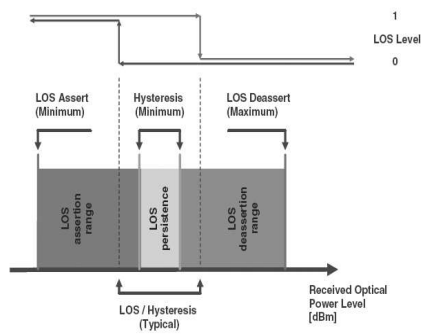 1
LOS Level
0
LOS Assert
(Minimum)
Hysteresis
(Minimum)
LOS Deassert
(Maximum)
LOS
assertion
range
LOS
persistence
LOS
deassertion
range
Received Optical
Power Level
[dBm]
LOS / Hysteresis
(Typical)